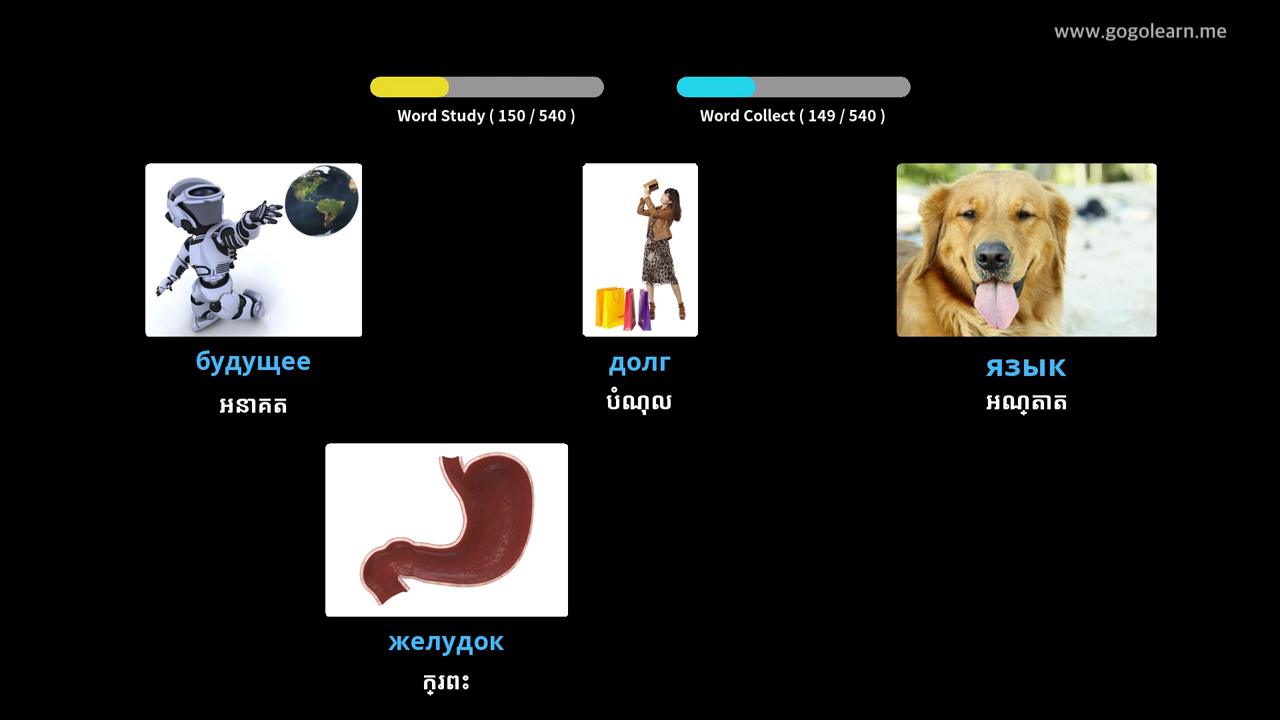 www.gogolearn.me
Word Study ( 150 / 540 )
Word Collect ( 149 / 540 )
будущее
долг
язык
អនាគត
បំណុល
អណ្តាត
желудок
ក្រពះ